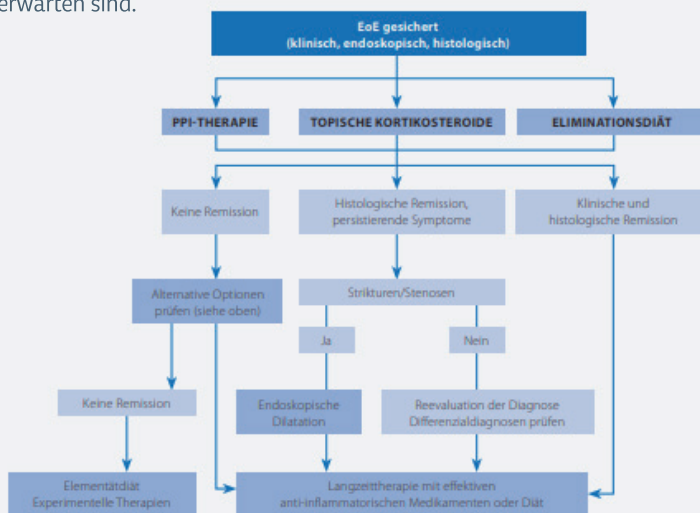 erwarten sind.
EoE gesichert
(klinisch, endoskopisch, histologisch)
PPI-THERAPIE
TOPISCHE KORTIKOSTEROIDE
ELIMINATIONSDIÄT
Keine Remission
Histologische Remission,
persistierende Symptome
Klinische und
histologische Remission
Alternative Optionen
prüfen (siehe oben)
Strikturen/Stenosen
Ja
Nein
Keine Remission
Endoskopische
Dilatation
Reevaluation der Diagnose
Differenzialdiagnosen prüfen
Elementätdiät
Experimentelle Therapien
Langzeittherapie mit effektiven
anti-inflammatorischen Medikamenten oder Diät